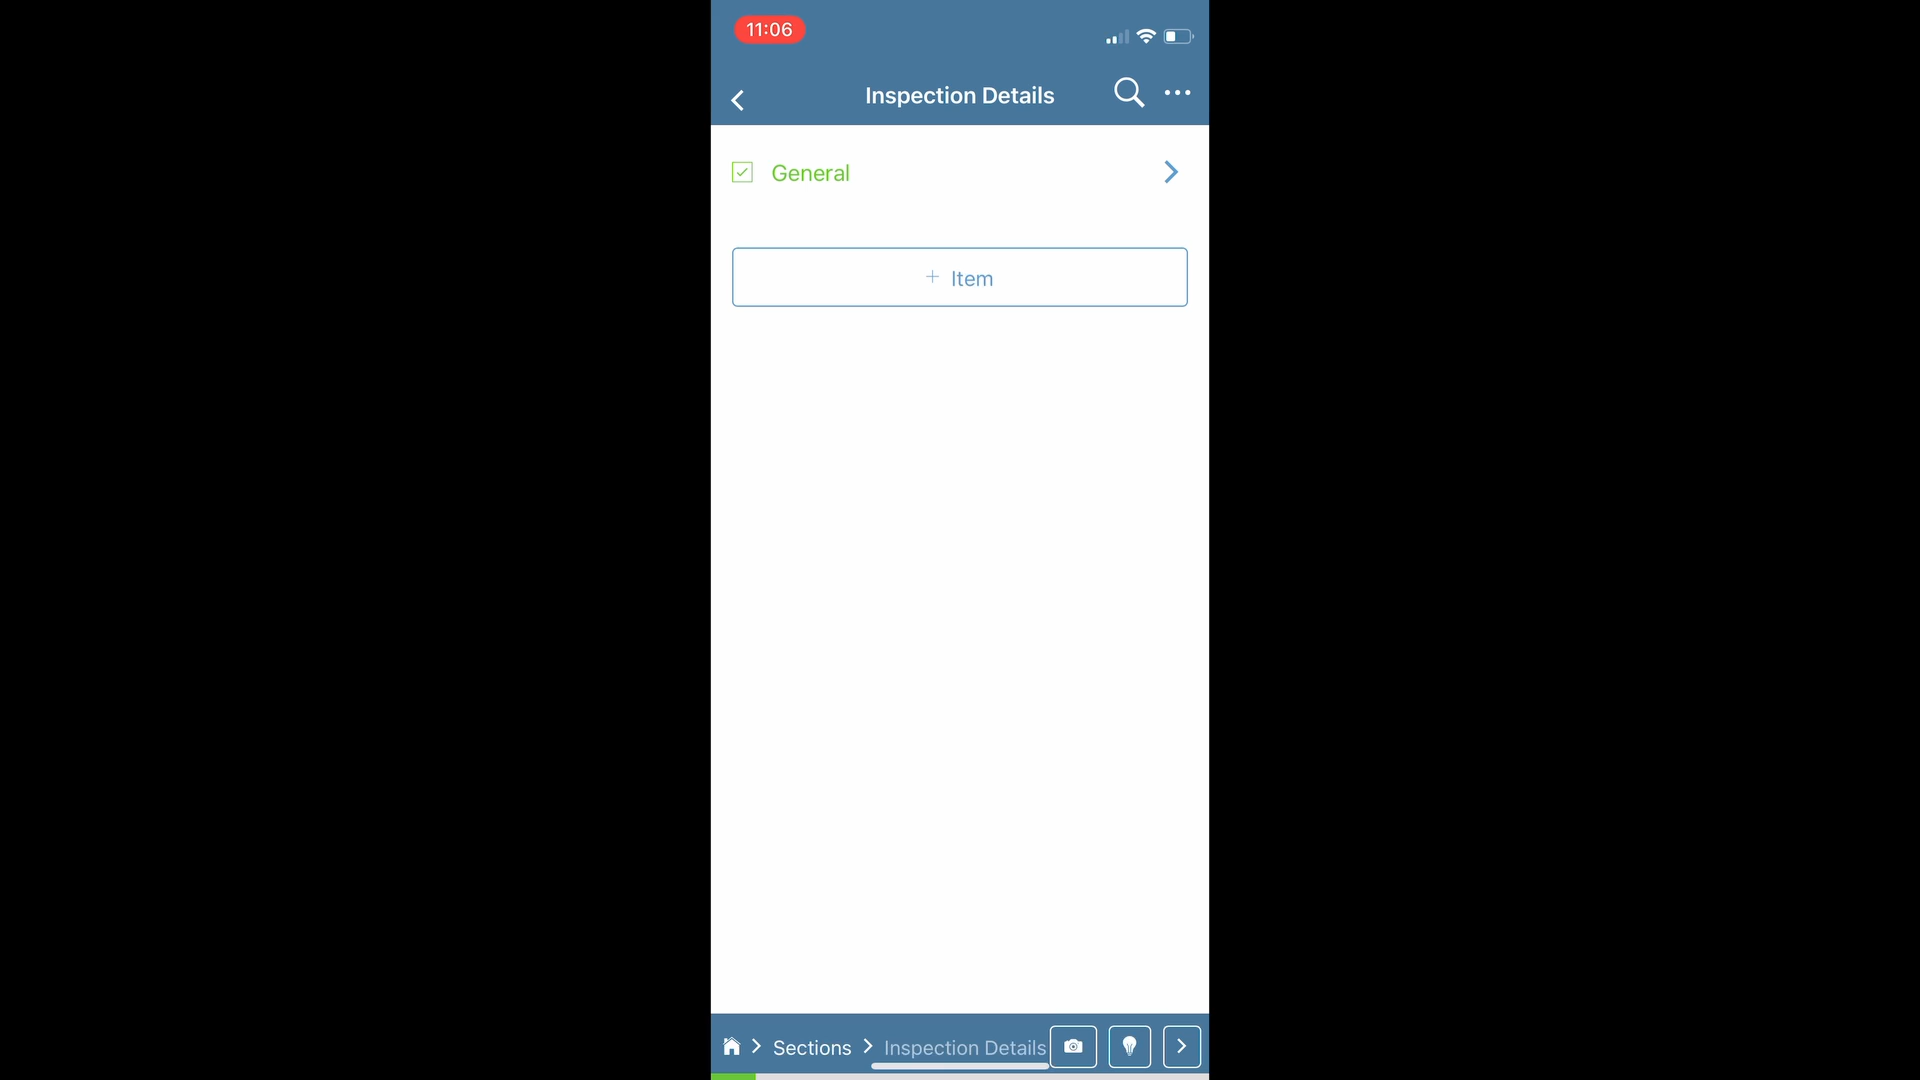 11:06
Inspection Details
General
+ Item
Sections
Inspection Details